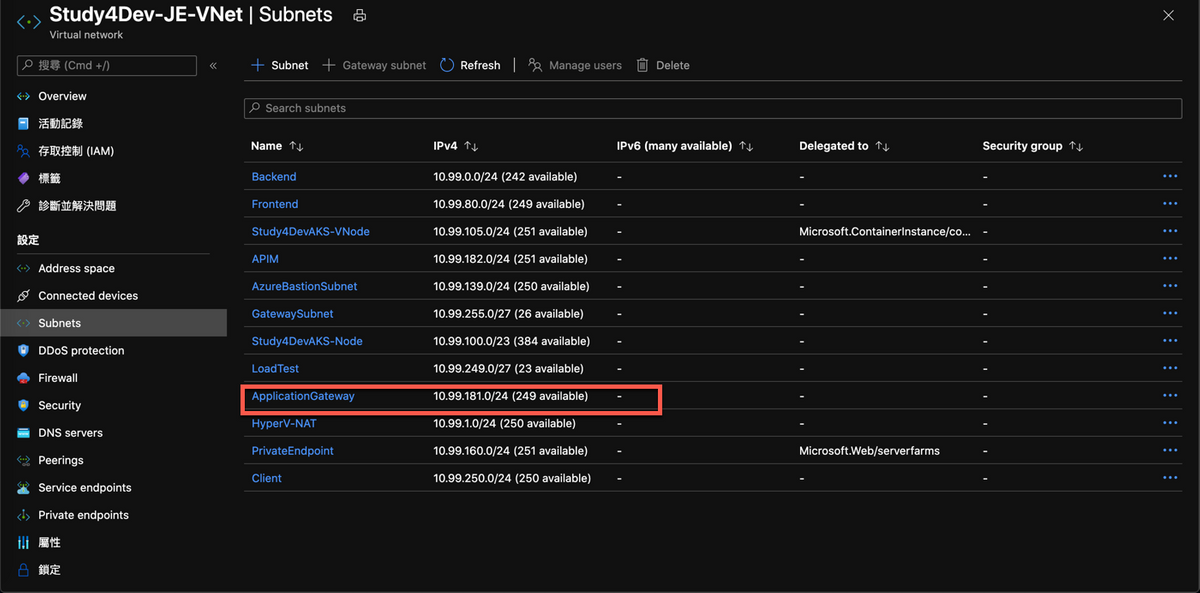 Study4Dev-JE-VNet | Subnets
Virtual network
搜尋 (Cmd +/)
«
Overview
活動記錄
存取控制 (IAM)
標籤
診斷並解決問題
設定
Address space
Connected devices
Subnets
DDoS protection
Firewall
Security
DNS servers
Peerings
Service endpoints
Private endpoints
屬性
鎖定
+ Subnet + Gateway subnet Refresh | Manage users Delete
Search subnets
Name ↑↓ IPv4 ↑↓ IPv6 (many available) ↑↓ Delegated to ↑↓ Security group ↑↓
Backend 10.99.0.0/24 (242 available) - - - ...
Frontend 10.99.80.0/24 (249 available) - - - ...
Study4DevAKS-VNode 10.99.105.0/24 (251 available) - Microsoft.ContainerInstance/co... - ...
APIM 10.99.182.0/24 (251 available) - - - ...
AzureBastionSubnet 10.99.139.0/24 (250 available) - - - ...
GatewaySubnet 10.99.255.0/27 (26 available) - - - ...
Study4DevAKS-Node 10.99.100.0/23 (384 available) - - - ...
LoadTest 10.99.249.0/27 (23 available) - - - ...
ApplicationGateway 10.99.181.0/24 (249 available) - - - ...
HyperV-NAT 10.99.1.0/24 (250 available) - - - ...
PrivateEndpoint 10.99.160.0/24 (251 available) - Microsoft.Web/serverfarms - ...
Client 10.99.250.0/24 (250 available) - - - ...